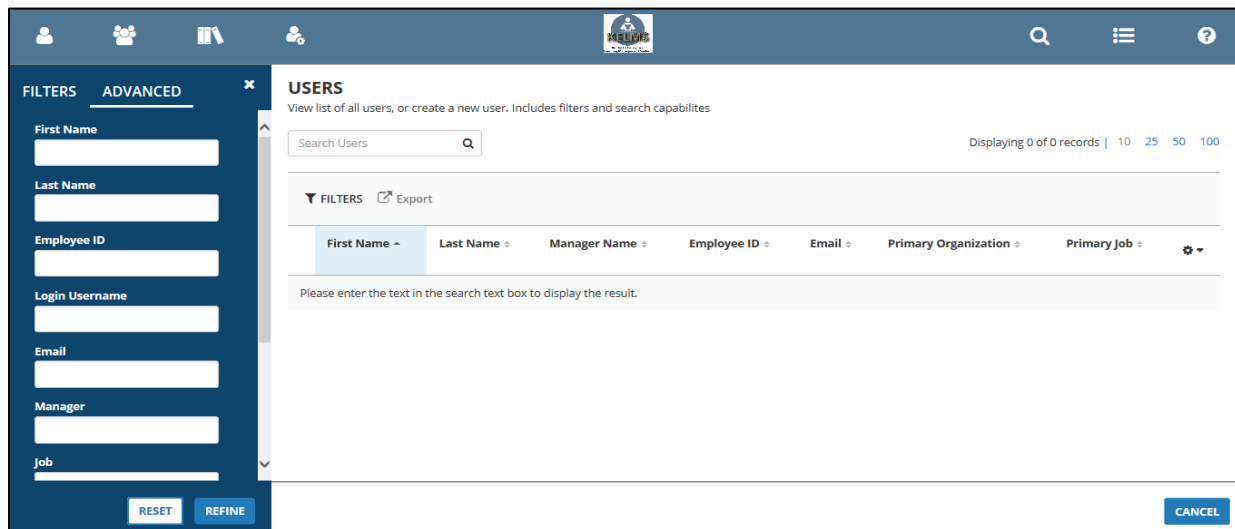 KELMS
FILTERS ADVANCED
First Name
Last Name
Employee ID
Login Username
Email
Manager
Job
RESET REFINE
USERS
View list of all users, or create a new user. Includes filters and search capabilites
Search Users
Displaying 0 of 0 records | 10 25 50 100
FILTERS Export
First Name Last Name Manager Name Employee ID Email Primary Organization Primary Job
Please enter the text in the search text box to display the result.
CANCEL